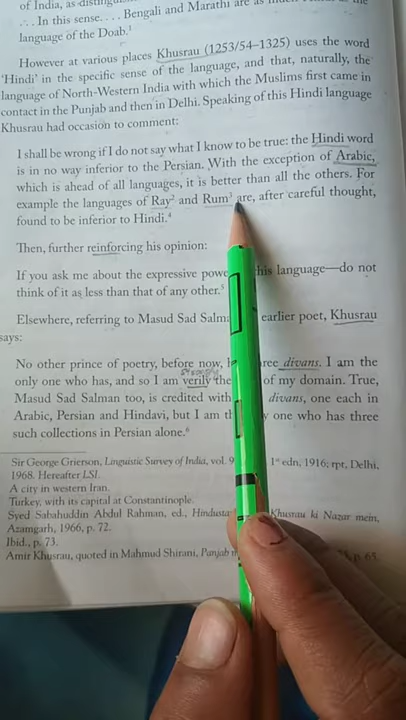 of India, as
∴ In this sense. . . . Bengali and Marathi are as
language of the Doab.¹
However at various places Khusrau (1253/54–1325) uses the word
‘Hindi’ in the specific sense of the language, and that, naturally, the
language of North-Western India with which the Muslims first came in
contact in the Punjab and then in Delhi. Speaking of this Hindi language
Khusrau had occasion to comment:
I shall be wrong if I do not say what I know to be true: the Hindi word
is in no way inferior to the Persian. With the exception of Arabic,
which is ahead of all languages, it is better than all the others. For
example the languages of Ray² and Rum³ are, after careful thought,
found to be inferior to Hindi.⁴
Then, further reinforcing his opinion:
If you ask me about the expressive his language—do not
think of it as less than that of any other.⁵
Elsewhere, referring to Masud Sad earlier poet, Khusrau
says:
No other prince of poetry, before now, divans. I am the
only one who has, and so I am verily the of my domain. True,
Masud Sad Salman too, is credited with divans, one each in
Arabic, Persian and Hindavi, but I am one who has three
such collections in Persian alone.⁶
Sir George Grierson, Linguistic Survey of India, vol. 9 1st edn, 1916; rpt, Delhi,
1968. Hereafter LSI.
A city in western Iran.
Turkey, with its capital at Constantinople.
Syed Sabahuddin Abdul Rahman, ed., Khusrau ki Nazar mein,
Azamgarh, 1966, p. 72.
Ibid., p. 73.
Amir Khusrau, quoted in Mahmud Shirani, Panjab p. 65.